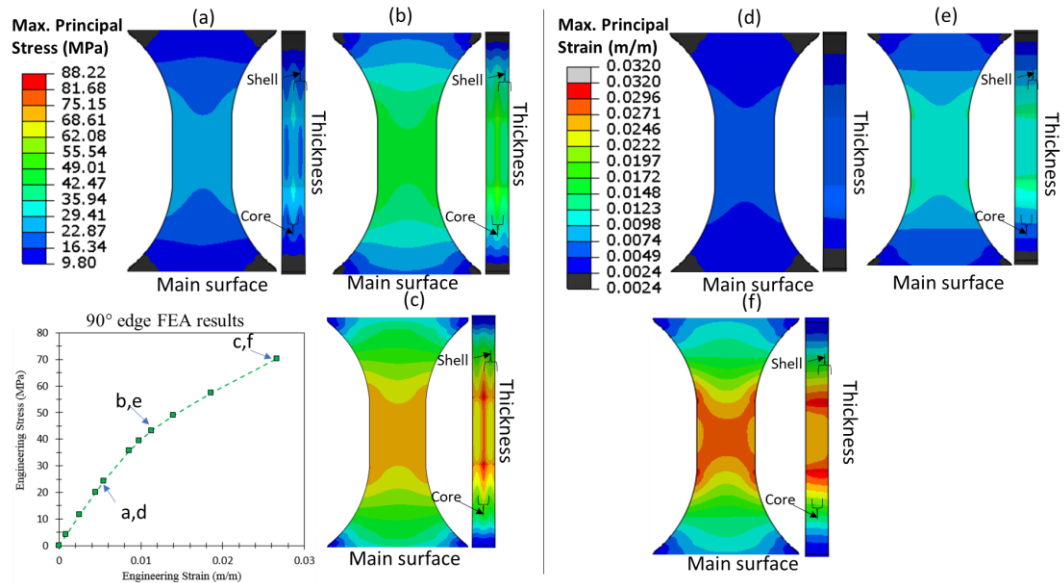 Max. Principal
Stress (MPa)
88.22
81.68
75.15
68.61
62.08
55.54
49.01
42.47
35.94
29.41
22.87
16.34
9.80
(a)
Shell
Core
Thickness
Main surface
(b)
Shell
Core
Thickness
Main surface
Max. Principal
Strain (m/m)
0.0320
0.0320
0.0296
0.0271
0.0246
0.0222
0.0197
0.0172
0.0148
0.0123
0.0098
0.0074
0.0049
0.0024
0.0024
(d)
Thickness
Main surface
(e)
Shell
Core
Thickness
Main surface
90° edge FEA results
Engineering Stress (MPa)
80
70
60
50
40
30
20
10
0
c,f
b,e
a,d
0
0.01
0.02
0.03
Engineering Strain (m/m)
(c)
Shell
Core
Thickness
Main surface
(f)
Shell
Core
Thickness
Main surface